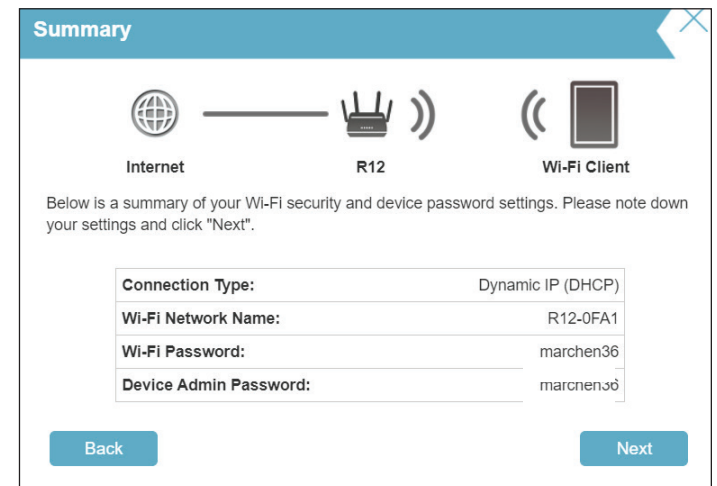 Summary
Internet R12 Wi-Fi Client
Below is a summary of your Wi-Fi security and device password settings. Please note down
your settings and click "Next".
Connection Type: Dynamic IP (DHCP)
Wi-Fi Network Name: R12-0FA1
Wi-Fi Password: marchen36
Device Admin Password: marchen36
Back Next